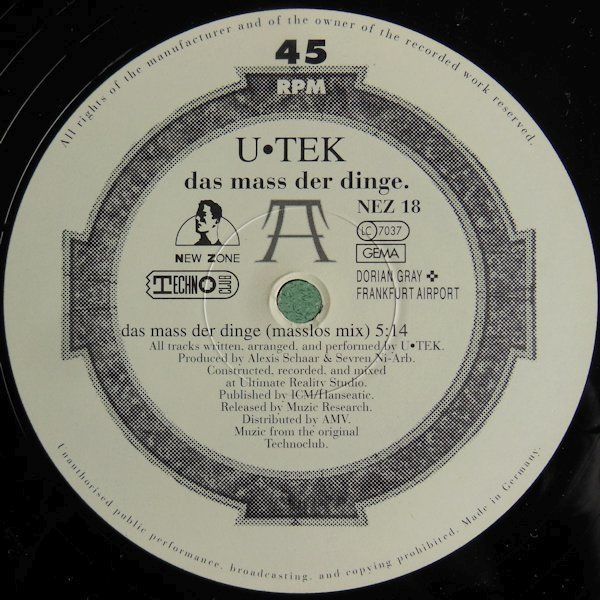 All rights of the manufacturer and of the owner of the recorded work reserved.
45
RPM
U•TEK
das mass der dinge.
NEZ 18
LC 7037
NEW ZONE
GEMA
TECHNO CLUB
DORIAN GRAY
FRANKFURT AIRPORT
das mass der dinge (masslos mix) 5:14
All tracks written, arranged, and performed by U•TEK.
Produced by Alexis Schaar & Sevren Ni-Arb.
Constructed, recorded, and mixed
at Ultimate Reality Studio.
Published by ICM/Hanseatic.
Released by Muzic Research.
Distributed by AMV.
Muzic from the original
Technoclub.
Unauthorised public performance, broadcasting, and copying prohibited. Made in Germany.